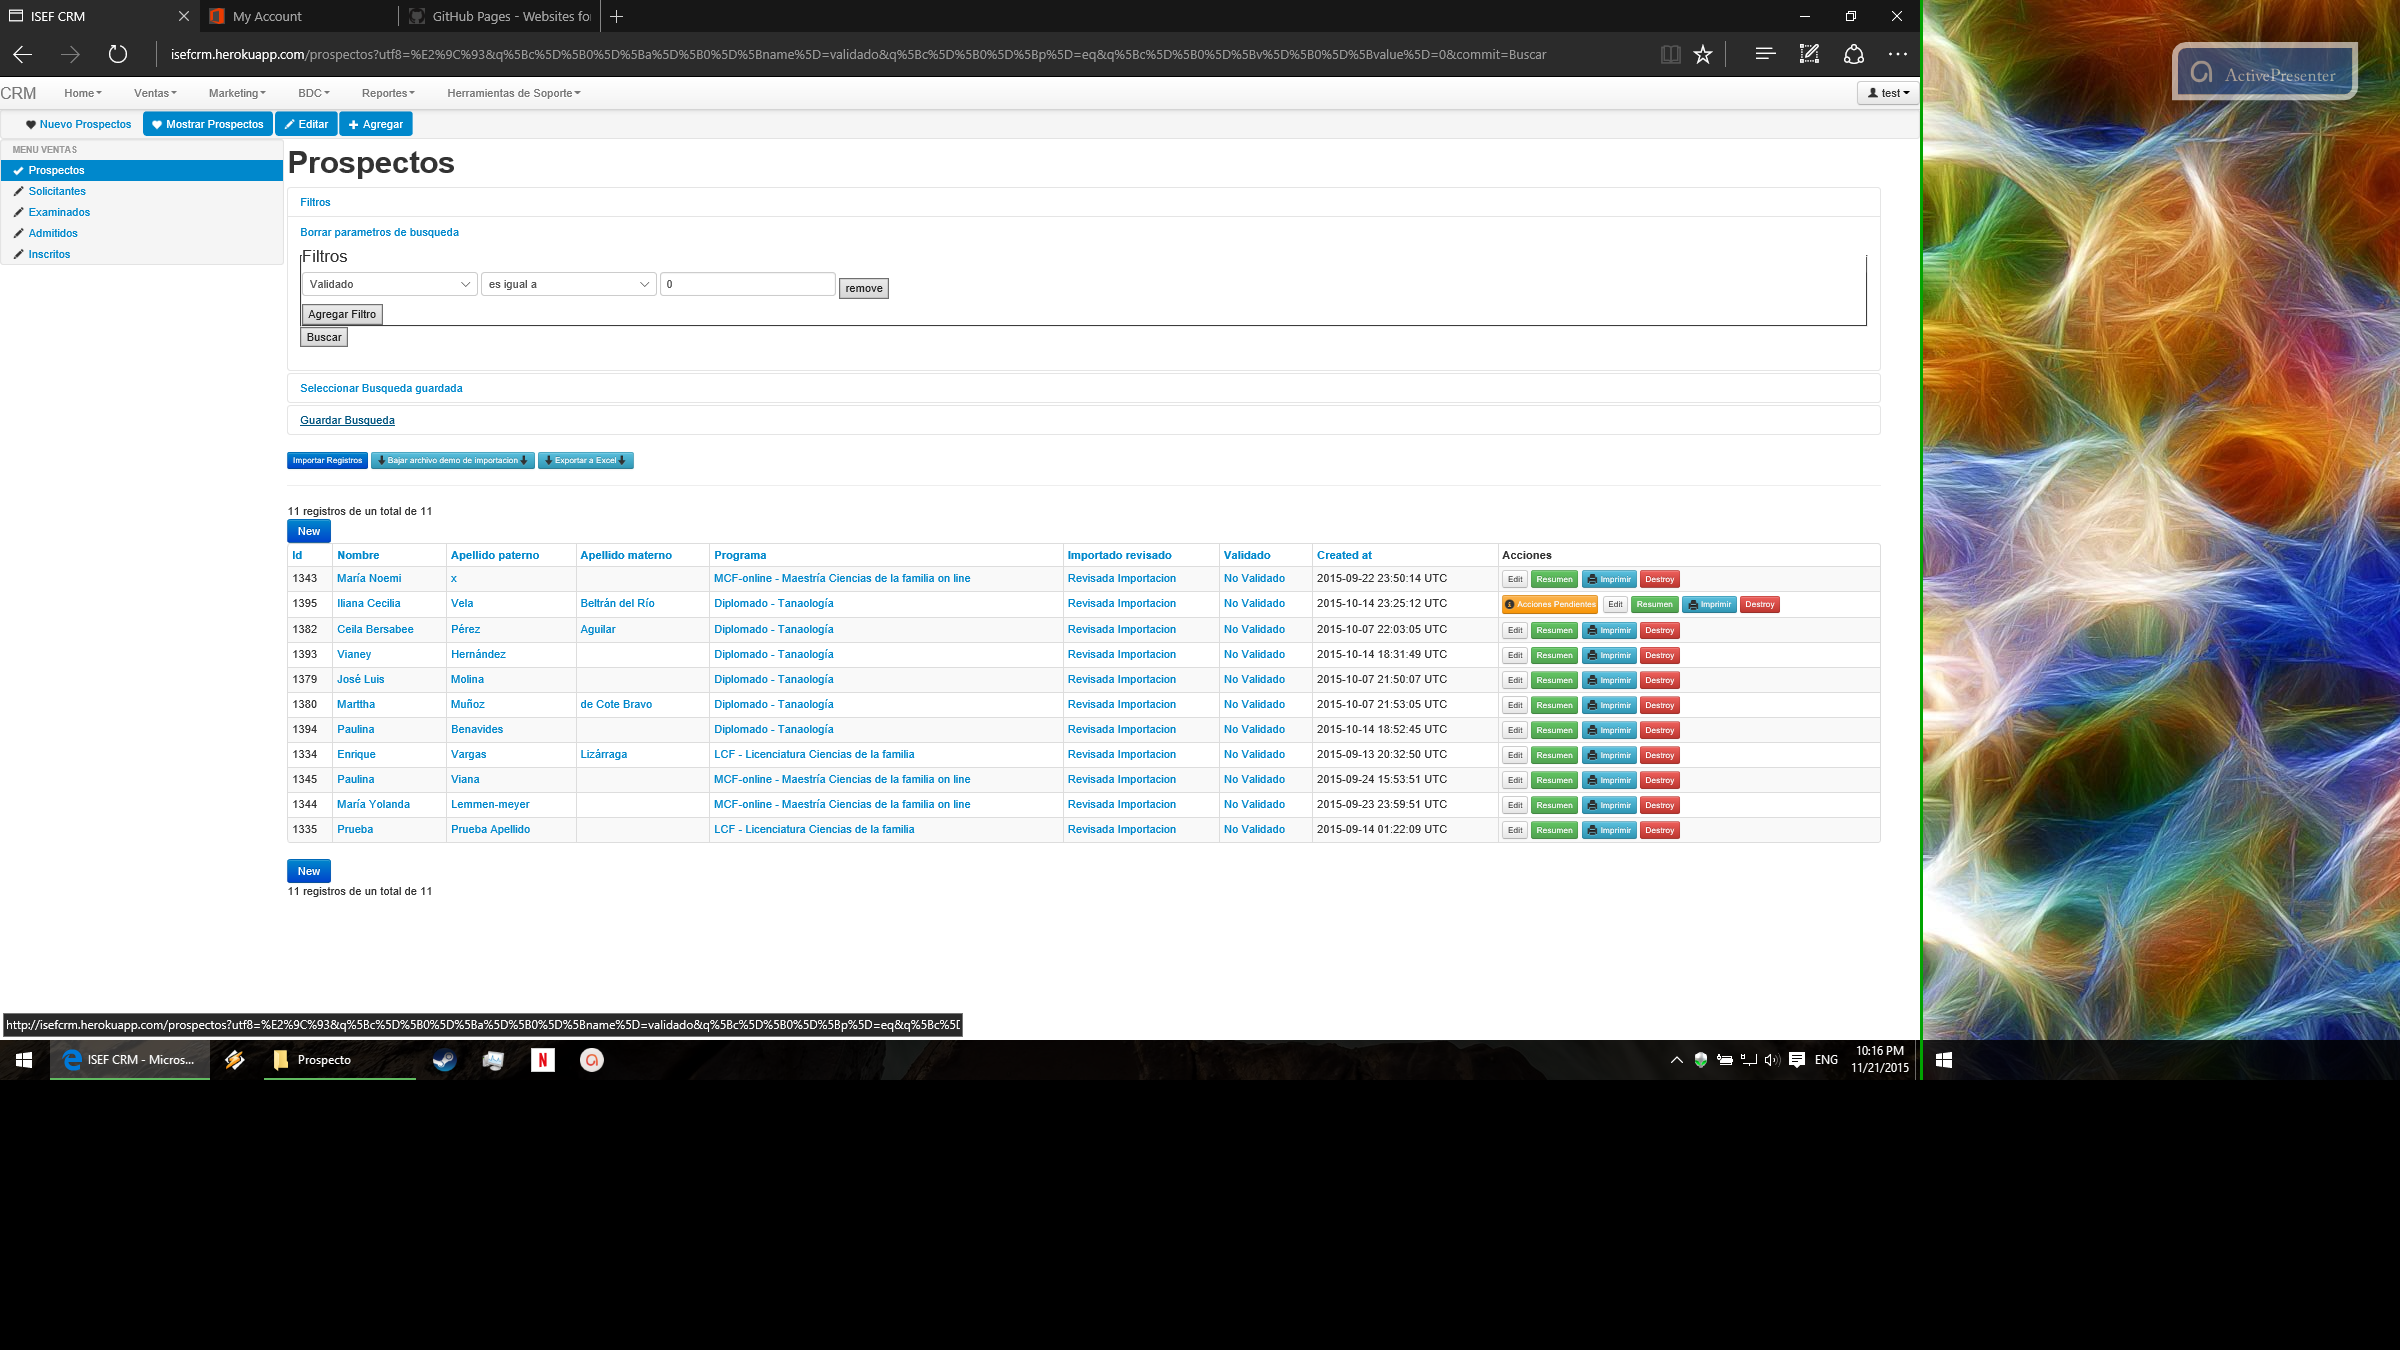 ISEF CRM
My Account
GitHub Pages - Websites fo
isefcrm.herokuapp.com/prospectos?utf8=%E2%9C%93&q%5Bc%5D%5B0%5D%5Ba%5D%5B0%5D%5Bname%5D=validado&q%5Bc%5D%5B0%5D%5Bp%5D=eq&q%5Bc%5D%5B0%5D%5Bv%5D%5B0%5D%5Bvalue%5D=0&commit=Buscar
ActivePresenter
CRM Home Ventas Marketing BDC Reportes Herramientas de Soporte test
Nuevo Prospectos Mostrar Prospectos Editar Agregar
MENU VENTAS
Prospectos
Solicitantes
Examinados
Admitidos
Inscritos
Prospectos
Filtros
Borrar parametros de busqueda
Filtros
Validado es igual a 0 remove
Agregar Filtro
Buscar
Seleccionar Busqueda guardada
Guardar Busqueda
Importar Registros Bajar archivo demo de importacion Exportar a Excel
11 registros de un total de 11
New
Id Nombre Apellido paterno Apellido materno Programa Importado revisado Validado Created at Acciones
1343 María Noemi x MCF-online - Maestría Ciencias de la familia on line Revisada Importacion No Validado 2015-09-22 23:50:14 UTC Edit Resumen Imprimir Destroy
1395 Iliana Cecilia Vela Beltrán del Río Diplomado - Tanaología Revisada Importacion No Validado 2015-10-14 23:25:12 UTC Acciones Pendientes Edit Resumen Imprimir Destroy
1382 Ceila Bersabee Pérez Aguilar Diplomado - Tanaología Revisada Importacion No Validado 2015-10-07 22:03:05 UTC Edit Resumen Imprimir Destroy
1393 Vianey Hernández Diplomado - Tanaología Revisada Importacion No Validado 2015-10-14 18:31:49 UTC Edit Resumen Imprimir Destroy
1379 José Luis Molina Diplomado - Tanaología Revisada Importacion No Validado 2015-10-07 21:50:07 UTC Edit Resumen Imprimir Destroy
1380 Marttha Muñoz de Cote Bravo Diplomado - Tanaología Revisada Importacion No Validado 2015-10-07 21:53:05 UTC Edit Resumen Imprimir Destroy
1394 Paulina Benavides Diplomado - Tanaología Revisada Importacion No Validado 2015-10-14 18:52:45 UTC Edit Resumen Imprimir Destroy
1334 Enrique Vargas Lizárraga LCF - Licenciatura Ciencias de la familia Revisada Importacion No Validado 2015-09-13 20:32:50 UTC Edit Resumen Imprimir Destroy
1345 Paulina Viana MCF-online - Maestría Ciencias de la familia on line Revisada Importacion No Validado 2015-09-24 15:53:51 UTC Edit Resumen Imprimir Destroy
1344 María Yolanda Lemmen-meyer MCF-online - Maestría Ciencias de la familia on line Revisada Importacion No Validado 2015-09-23 23:59:51 UTC Edit Resumen Imprimir Destroy
1335 Prueba Prueba Apellido LCF - Licenciatura Ciencias de la familia Revisada Importacion No Validado 2015-09-14 01:22:09 UTC Edit Resumen Imprimir Destroy
New
11 registros de un total de 11
http://isefcrm.herokuapp.com/prospectos?utf8=%E2%9C%93&q%5Bc%5D%5B0%5D%5Ba%5D%5B0%5D%5Bname%5D=validado&q%5Bc%5D%5B0%5D%5Bp%5D=eq&q%5Bc%5[
ISEF CRM - Micros... Prospecto N ENG 10:16 PM
11/21/2015